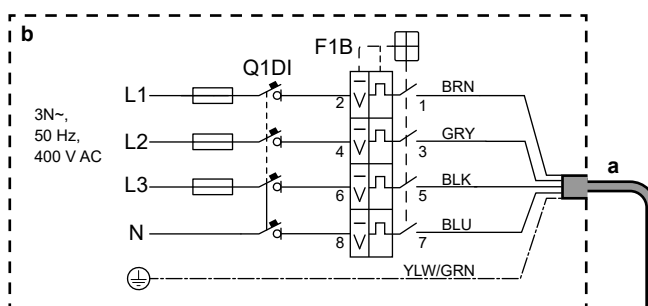 b
F1B
Q1DI
L1
2
1
BRN
3N~,
50 Hz,
400 V AC
L2
4
3
GRY
L3
6
5
BLK
a
N
8
7
BLU
YLW/GRN